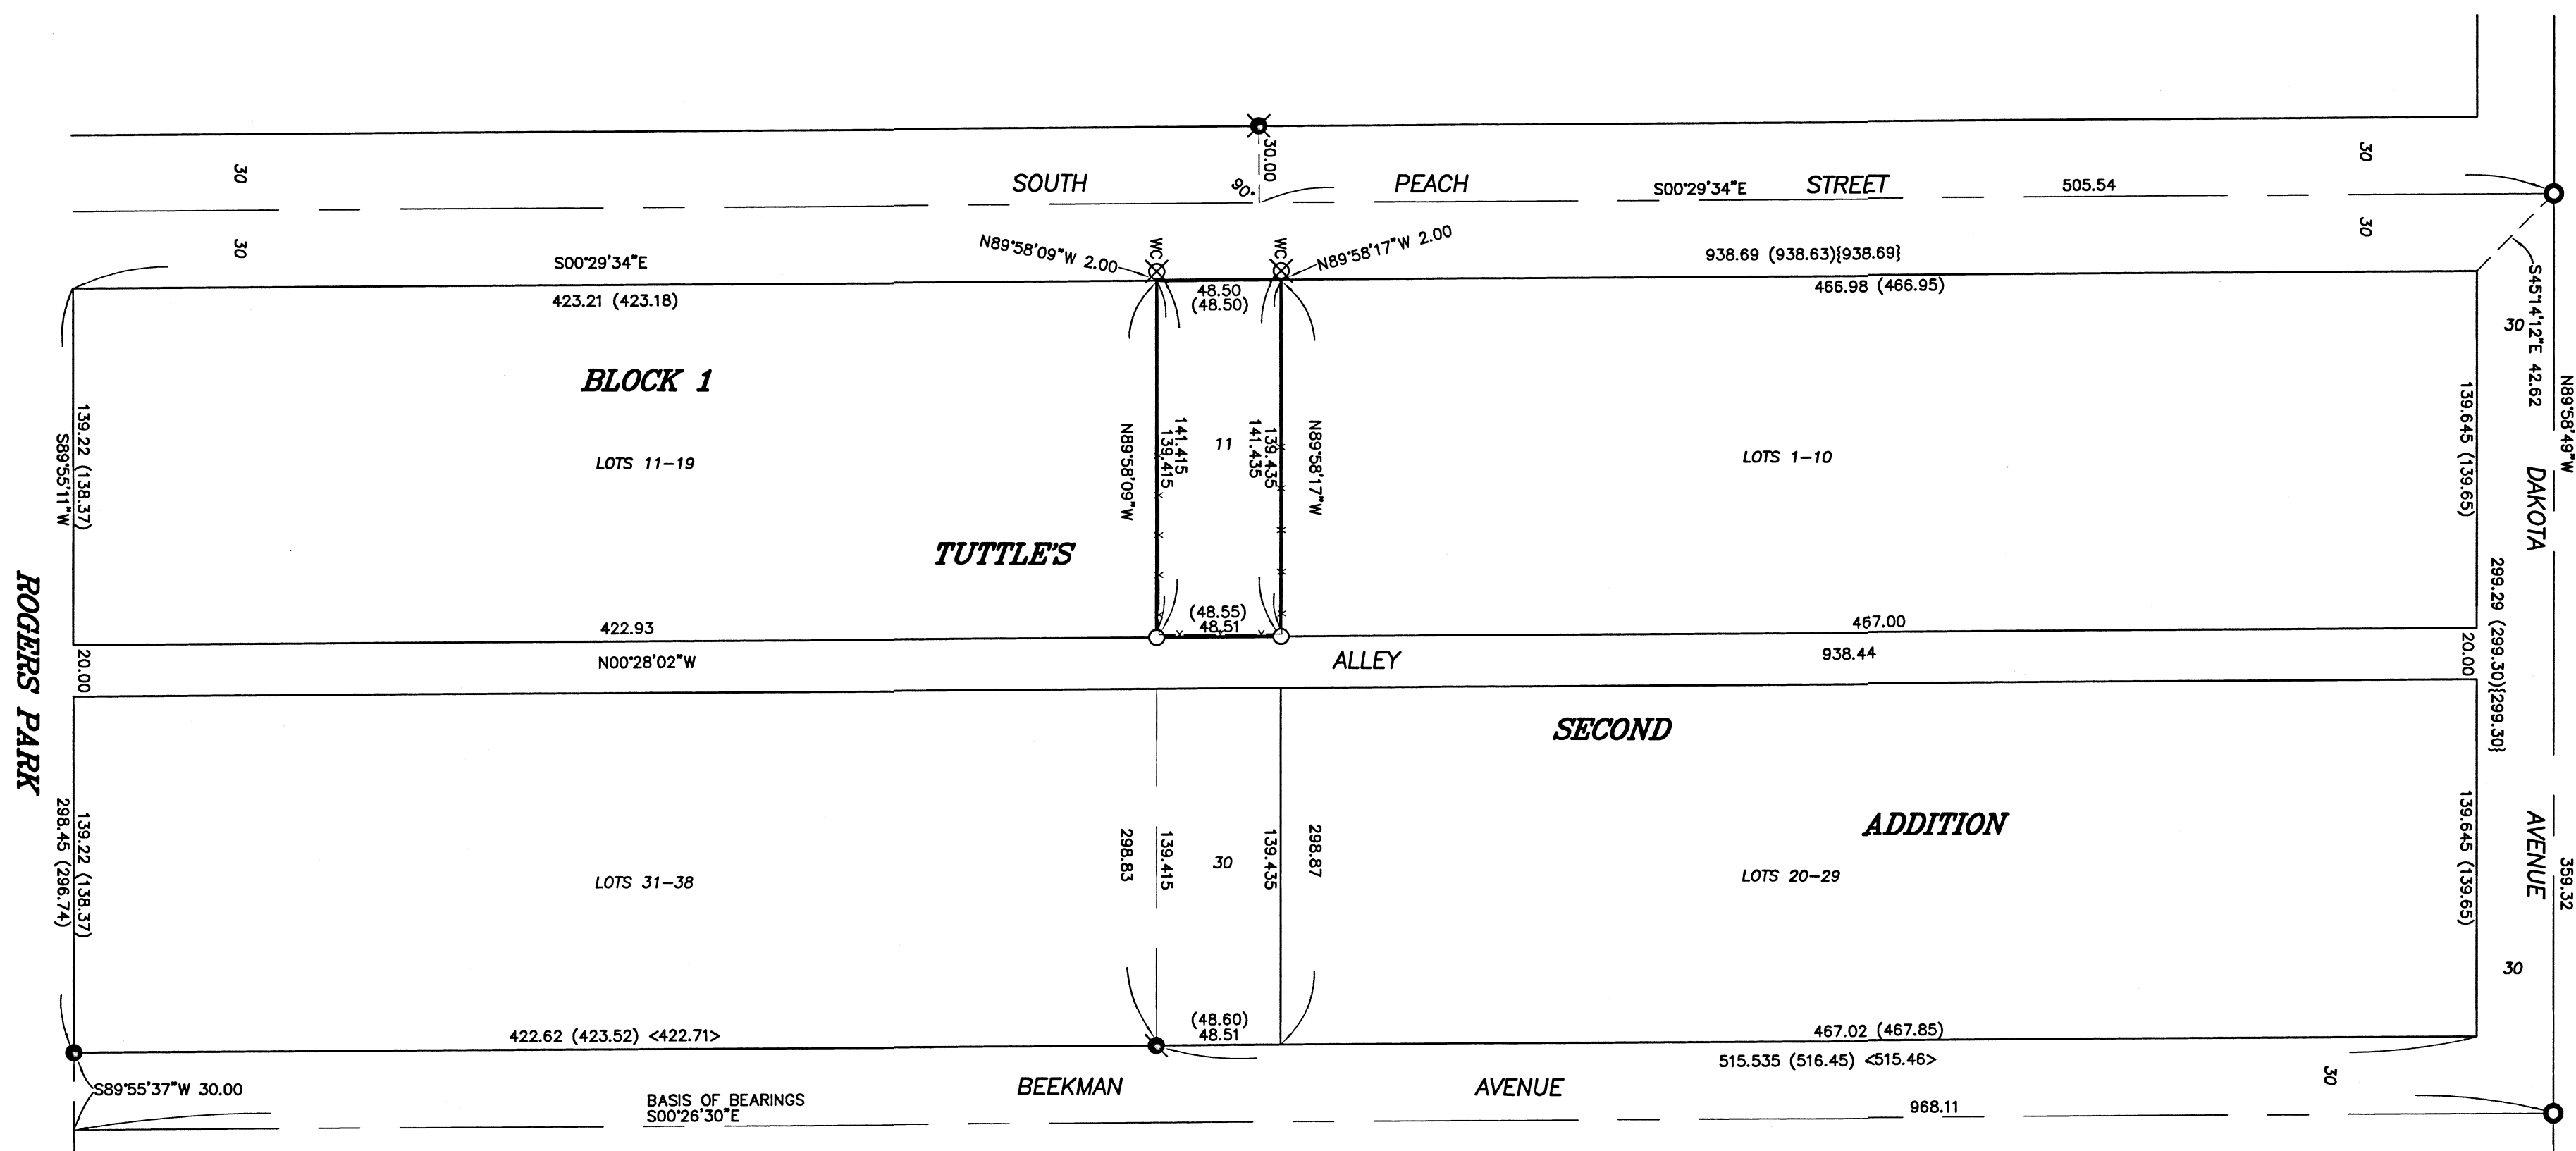 30
30.00
30
SOUTH
90°
PEACH
S00°29'34"E
STREET
505.54
30
S00°29'34"E
N89°58'09"W 2.00
WC
WC
N89°58'17"W 2.00
938.69 (938.63){938.69}
30
423.21 (423.18)
48.50
(48.50)
466.98 (466.95)
S45°14'12"E 42.62
30
N89°58'49"W
BLOCK 1
139.22 (138.37)
S89°55'11"W
LOTS 11-19
N89°58'09"W
141.415
139.415
11
141.435
139.435
N89°58'17"W
LOTS 1-10
139.645 (139.65)
DAKOTA
TUTTLE'S
299.29 (299.30){299.30}
ROGERS PARK
422.93
(48.55)
48.51
467.00
20.00
N00°28'02"W
ALLEY
938.44
20.00
SECOND
ADDITION
139.22 (138.37)
298.45 (296.74)
LOTS 31-38
298.83
139.415
30
139.435
298.87
LOTS 20-29
139.645 (139.65)
AVENUE
359.32
30
422.62 (423.52) <422.71>
(48.60)
48.51
467.02 (467.85)
515.535 (516.45) <515.46>
S89°55'37"W 30.00
BEEKMAN
AVENUE
30
BASIS OF BEARINGS
S00°26'30"E
968.11